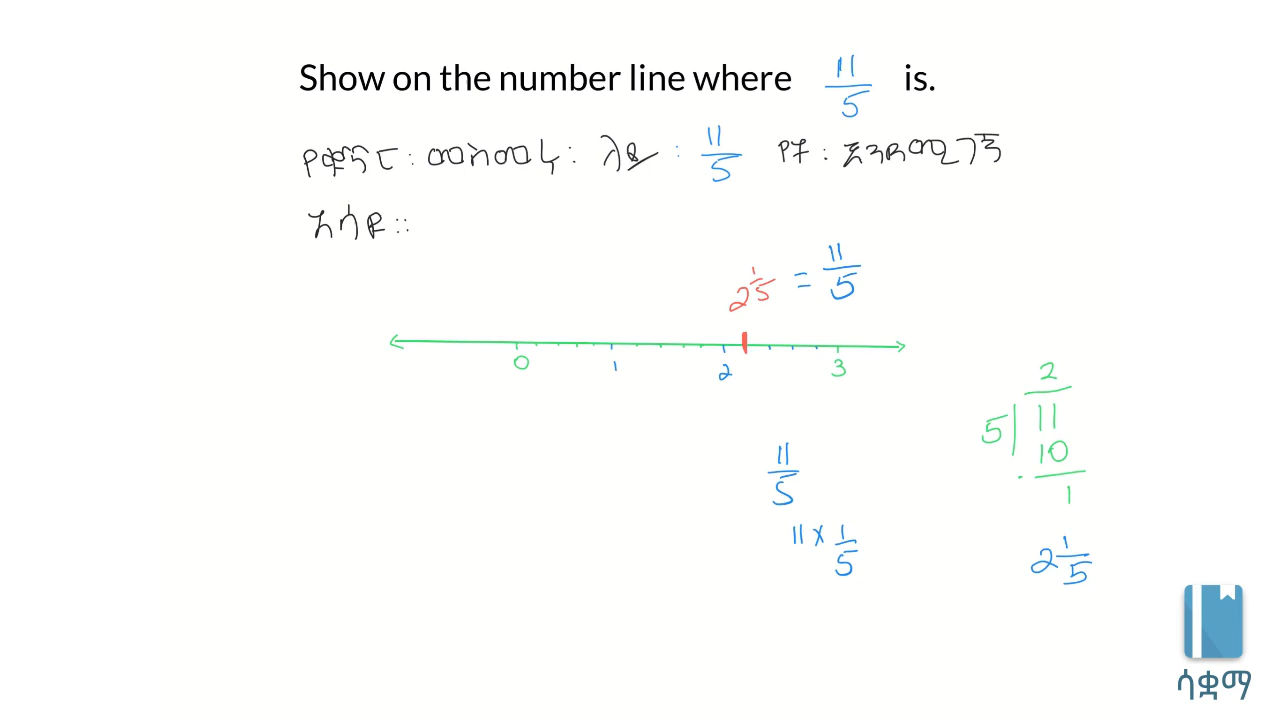 Show on the number line where 11/5 is.
የቁጥር : መስመሩ : ላይ : 11/5 የት : እንደሚገኝ
አሳይ ።
2 1/5 = 11/5
0 1 2 3
2
5 11
10
1
11/5
11 x 1/5
2 1/5
ሳቋማ